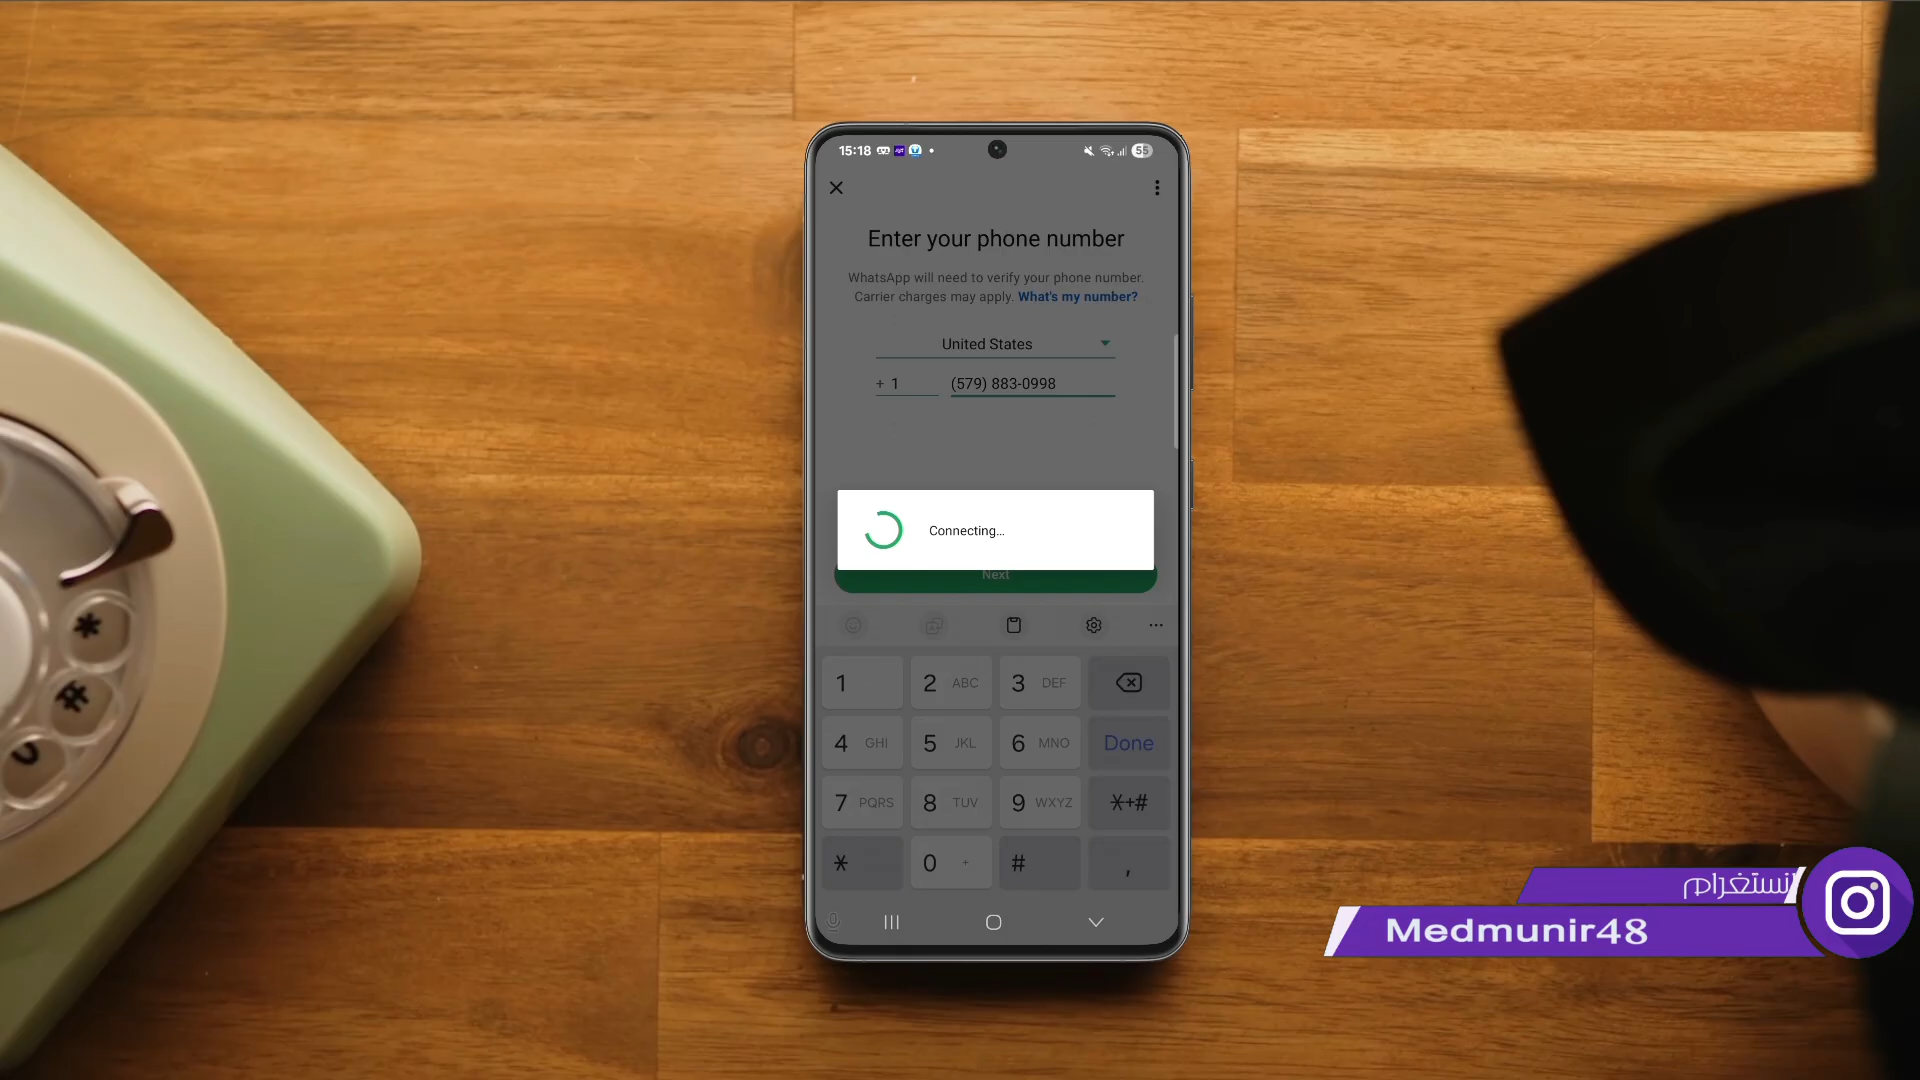 15:18
55
Enter your phone number
WhatsApp will need to verify your phone number.
Carrier charges may apply. What's my number?
United States
+ 1 (579) 883-0998
Connecting...
Next
1 2 ABC 3 DEF
4 GHI 5 JKL 6 MNO Done
7 PQRS 8 TUV 9 WXYZ *+#
* 0 + # ,
* # 
نستغرام
Medmunir48